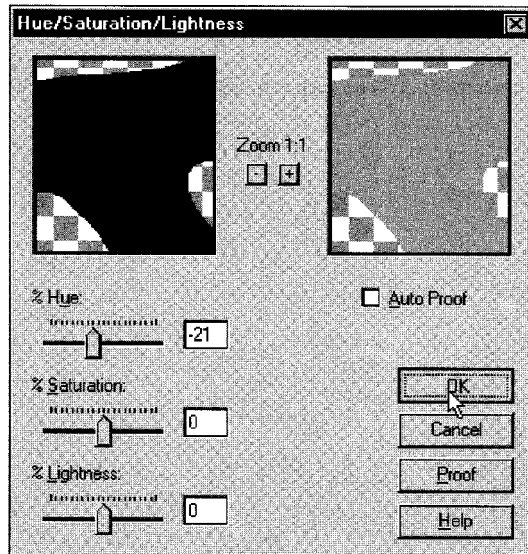 Hue/Saturation/Lightness
Zoom 1:1
- +
% Hue:
-21
Auto Proof
% Saturation:
0
OK
Cancel
% Lightness:
0
Proof
Help